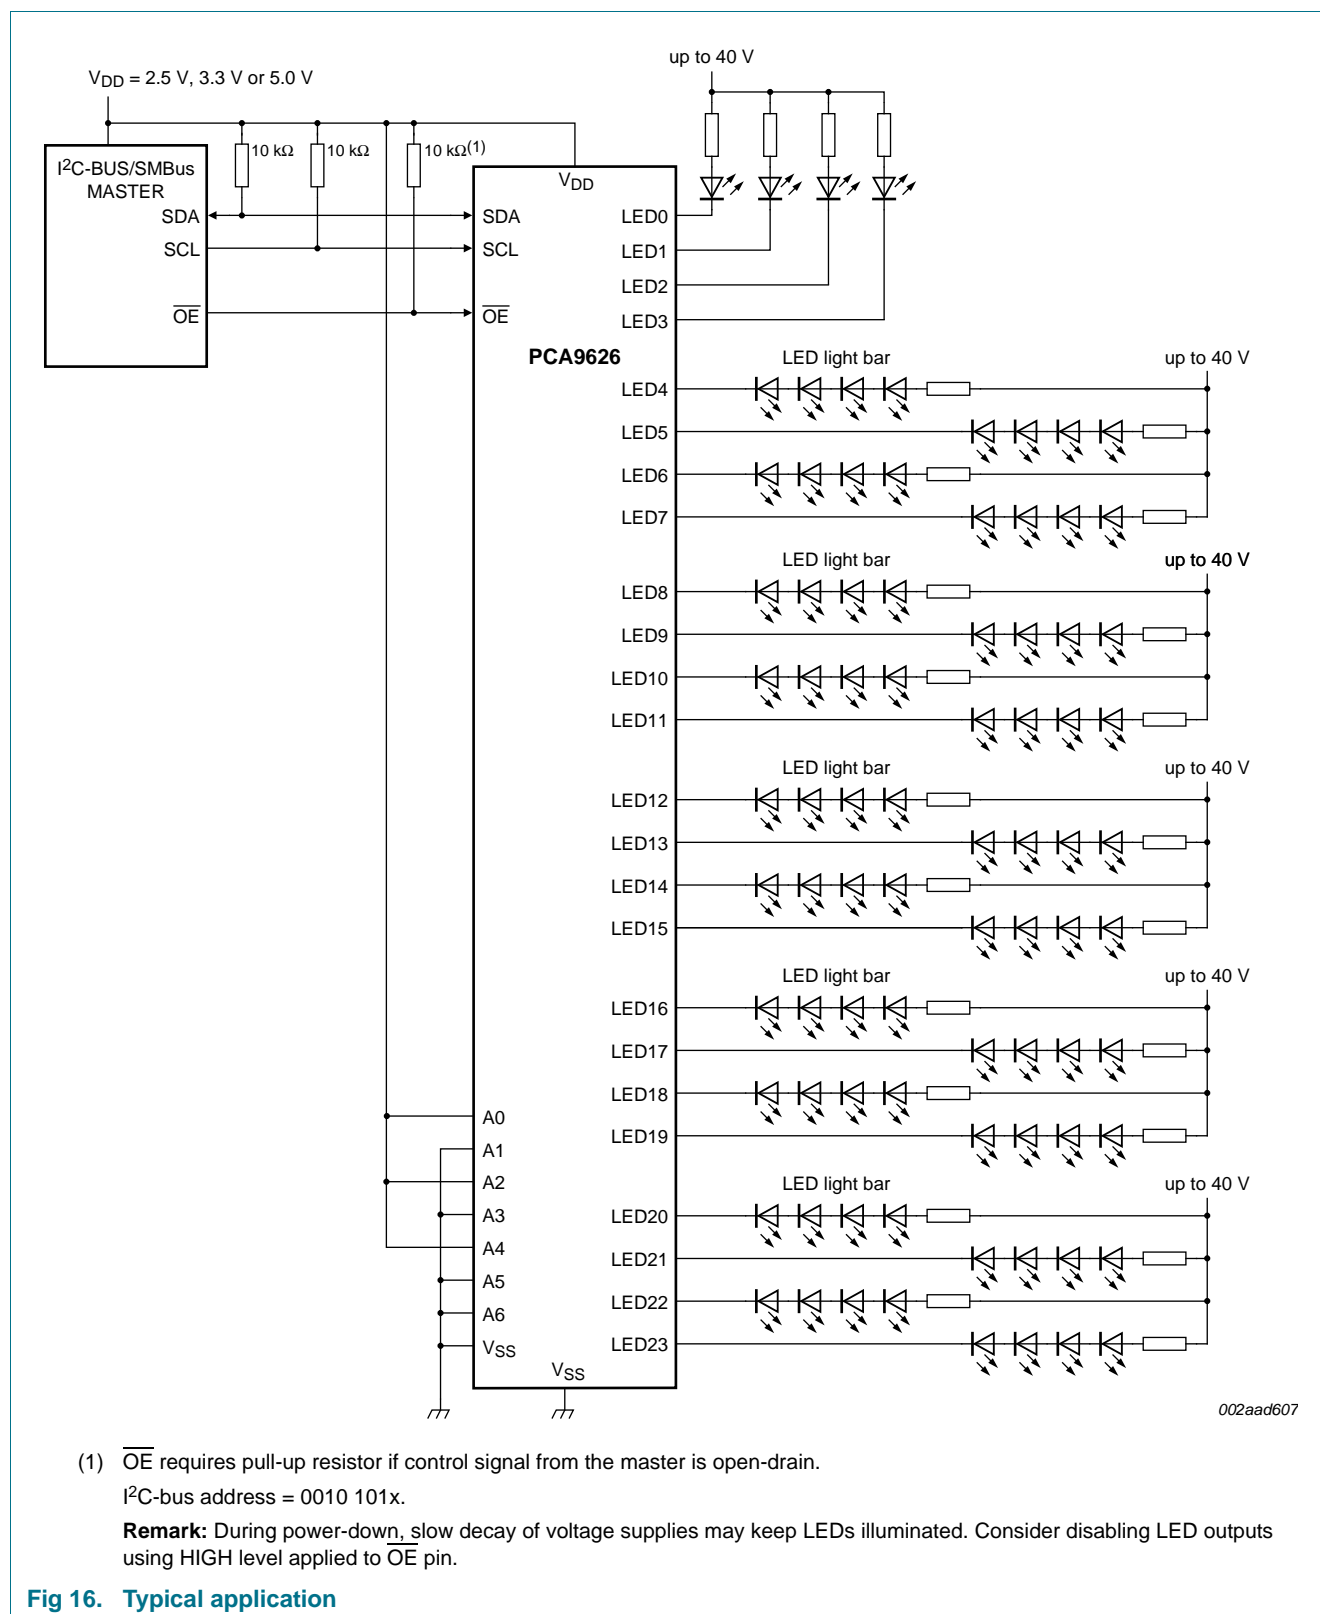 up to 40 V
VDD = 2.5 V, 3.3 V or 5.0 V
10 kΩ
10 kΩ
10 kΩ(1)
I2C-BUS/SMBus
MASTER
SDA
SCL
OE
VDD
SDA
SCL
OE
PCA9626
LED0
LED1
LED2
LED3
LED light bar
up to 40 V
LED4
LED5
LED6
LED7
LED light bar
up to 40 V
LED8
LED9
LED10
LED11
LED light bar
up to 40 V
LED12
LED13
LED14
LED15
LED light bar
up to 40 V
LED16
LED17
LED18
LED19
LED light bar
up to 40 V
LED20
LED21
LED22
LED23
A0
A1
A2
A3
A4
A5
A6
VSS
VSS
002aad607
(1) OE requires pull-up resistor if control signal from the master is open-drain.
I2C-bus address = 0010 101x.
Remark: During power-down, slow decay of voltage supplies may keep LEDs illuminated. Consider disabling LED outputs
using HIGH level applied to OE pin.
Fig 16. Typical application